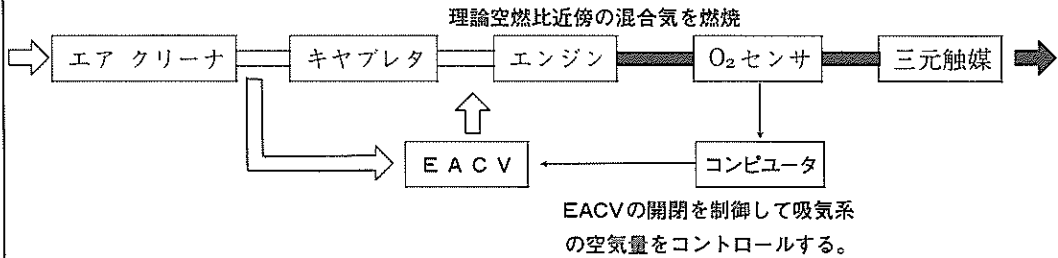 理論空燃比近傍の混合気を燃焼
エア クリーナ
キヤブレタ
エンジン
O₂センサ
三元触媒
EACV
コンピユータ
EACVの開閉を制御して吸気系
の空気量をコントロールする。